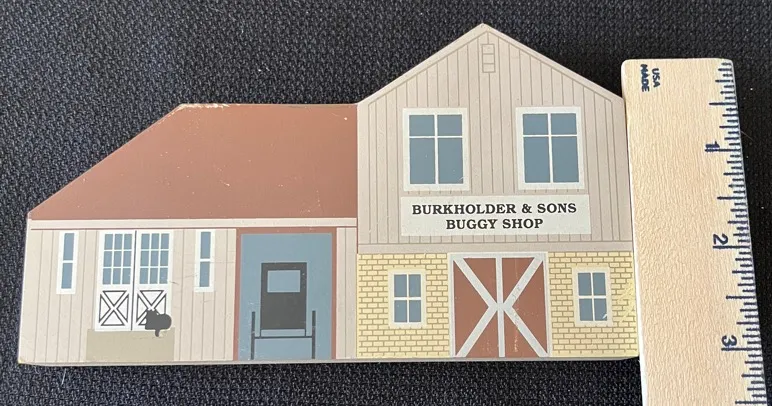 BURKHOLDER & SONS
BUGGY SHOP
USA
MADE
1
2
3